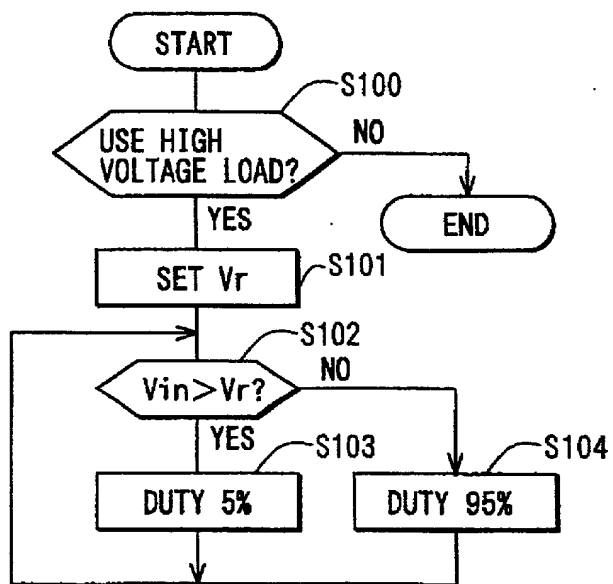 START
S100
USE HIGH
VOLTAGE LOAD?
NO
YES
END
SET Vr
S101
S102
Vin>Vr?
NO
YES
S103
S104
DUTY 5%
DUTY 95%